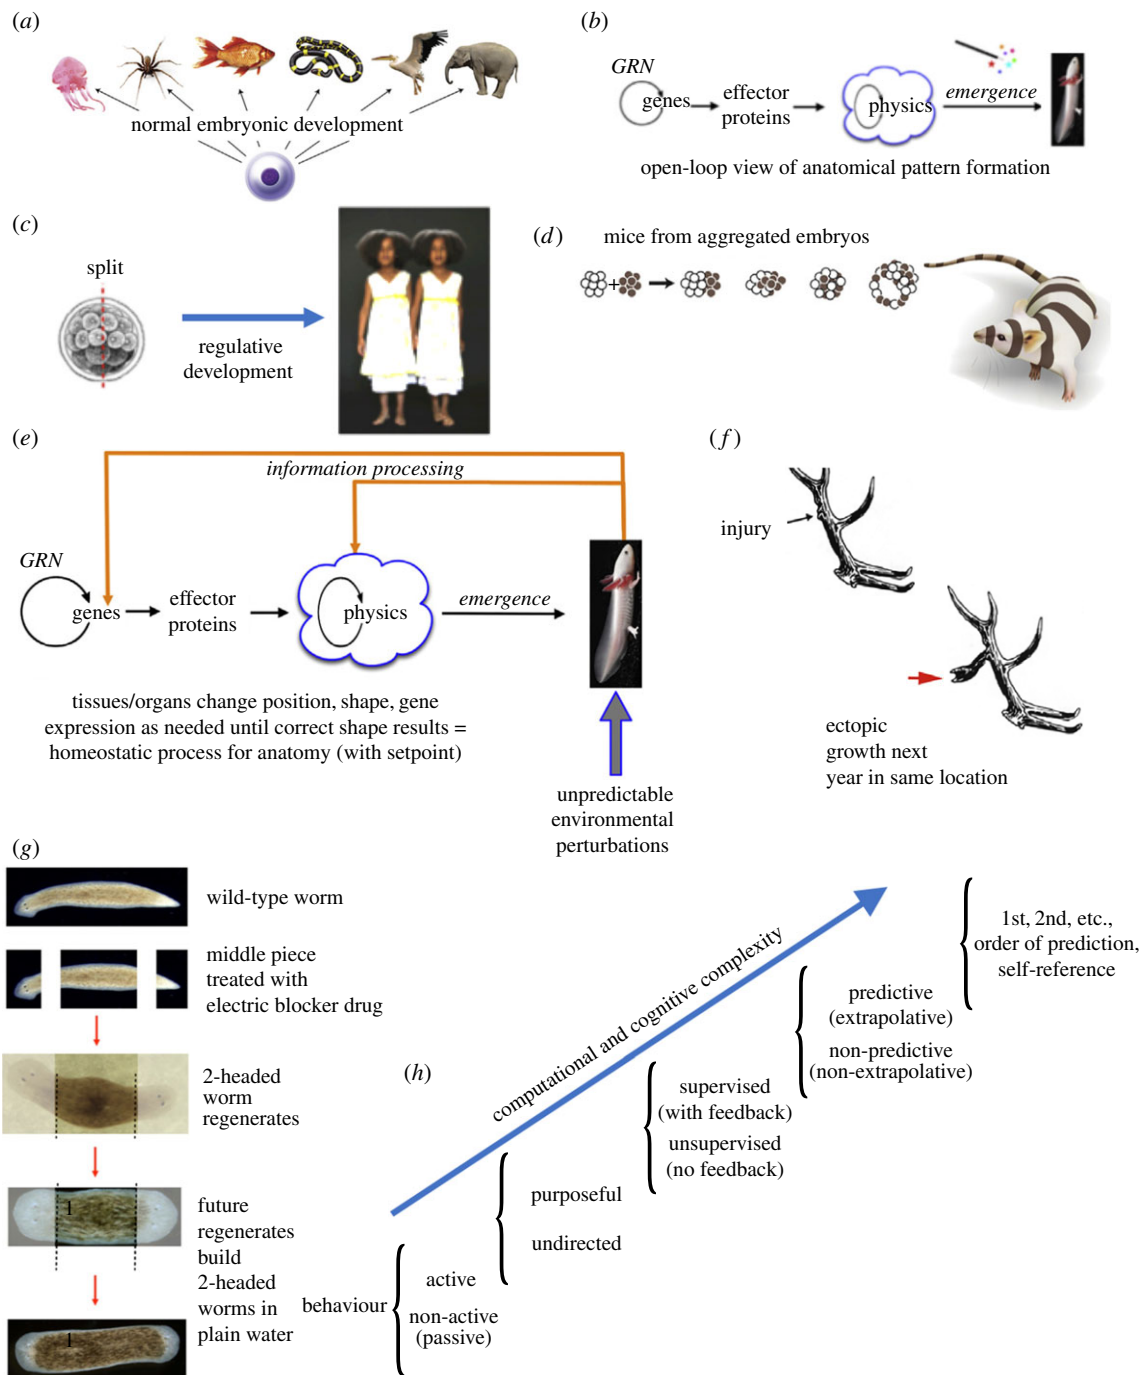 (a)
normal embryonic development
(b)
GRN
genes
effector
proteins
physics
emergence
open-loop view of anatomical pattern formation
(c)
split
regulative
development
(d)
mice from aggregated embryos
+
(e)
information processing
GRN
genes
effector
proteins
physics
emergence
tissues/organs change position, shape, gene
expression as needed until correct shape results =
homeostatic process for anatomy (with setpoint)
unpredictable
environmental
perturbations
(f)
injury
ectopic
growth next
year in same location
(g)
wild-type worm
middle piece
treated with
electric blocker drug
2-headed
worm
regenerates
1
future
regenerates
build
2-headed
worms in
plain water
1
(h)
computational and cognitive complexity
behaviour
active
non-active
(passive)
purposeful
undirected
supervised
(with feedback)
unsupervised
(no feedback)
predictive
(extrapolative)
non-predictive
(non-extrapolative)
1st, 2nd, etc.,
order of prediction,
self-reference